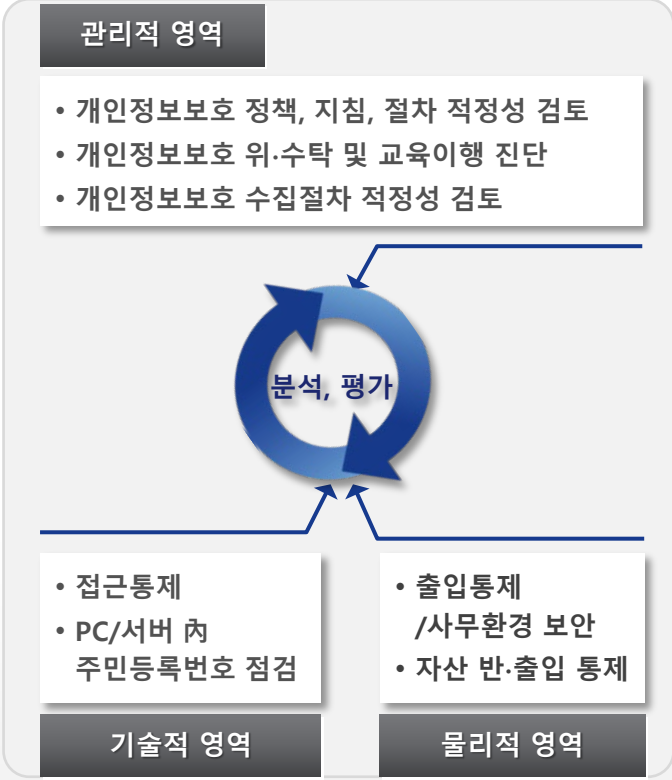 관리적 영역
• 개인정보보호 정책, 지침, 절차 적정성 검토
• 개인정보보호 위·수탁 및 교육이행 진단
• 개인정보보호 수집절차 적정성 검토
분석, 평가
• 접근통제
• PC/서버 內
주민등록번호 점검
기술적 영역
• 출입통제
/사무환경 보안
• 자산 반·출입 통제
물리적 영역